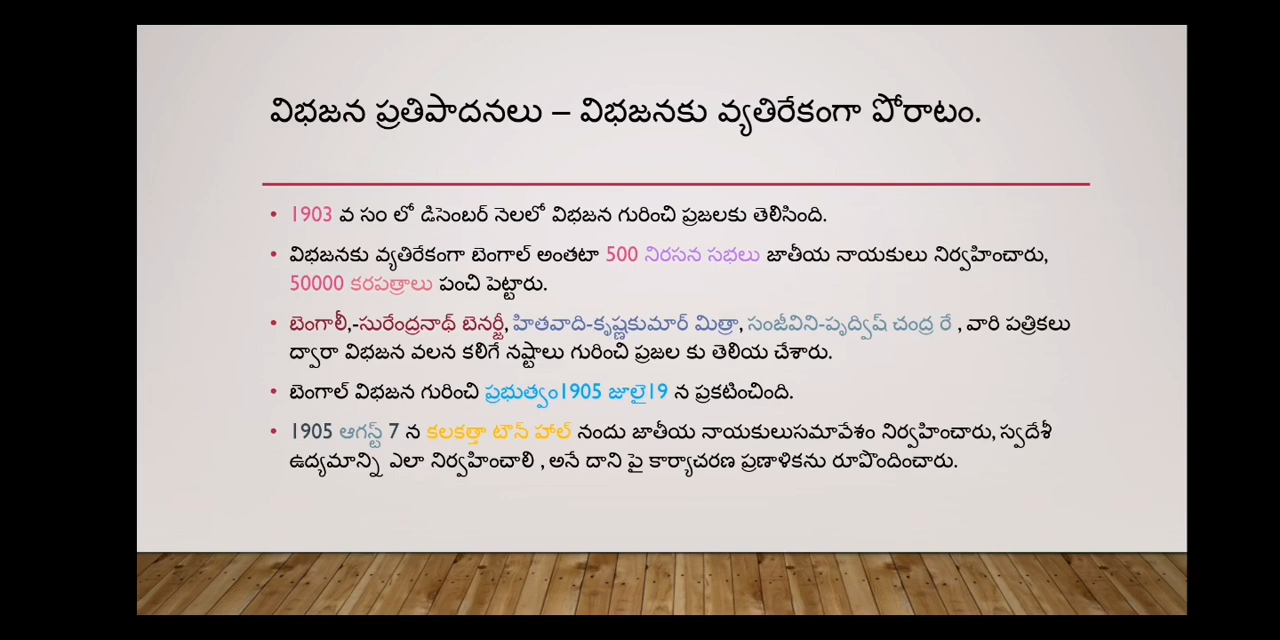 విభజన ప్రతిపాదనలు – విభజనకు వ్యతిరేకంగా పోరాటం.
• 1903 వ సం లో డిసెంబర్ నెలలో విభజన గురించి ప్రజలకు తెలిసింది.
• విభజనకు వ్యతిరేకంగా బెంగాల్ అంతటా 500 నిరసన సభలు జాతీయ నాయకులు నిర్వహించారు,
50000 కరపత్రాలు పంచి పెట్టారు.
• బెంగాలీ,-సురేంద్రనాథ్ బెనర్జీ, హితవాది-కృష్ణకుమార్ మిత్రా, సంజీవిని-పృద్విష్ చంద్ర రే , వారి పత్రికలు
ద్వారా విభజన వలన కలిగే నష్టాలు గురించి ప్రజల కు తెలియ చేశారు.
• బెంగాల్ విభజన గురించి ప్రభుత్వం1905 జూలై19 న ప్రకటించింది.
• 1905 ఆగస్ట్ 7 న కలకత్తా టౌన్ హాల్ నందు జాతీయ నాయకులుసమావేశం నిర్వహించారు, స్వదేశీ
ఉద్యమాన్ని ఎలా నిర్వహించాలి , అనే దాని పై కార్యాచరణ ప్రణాళికను రూపొందించారు.